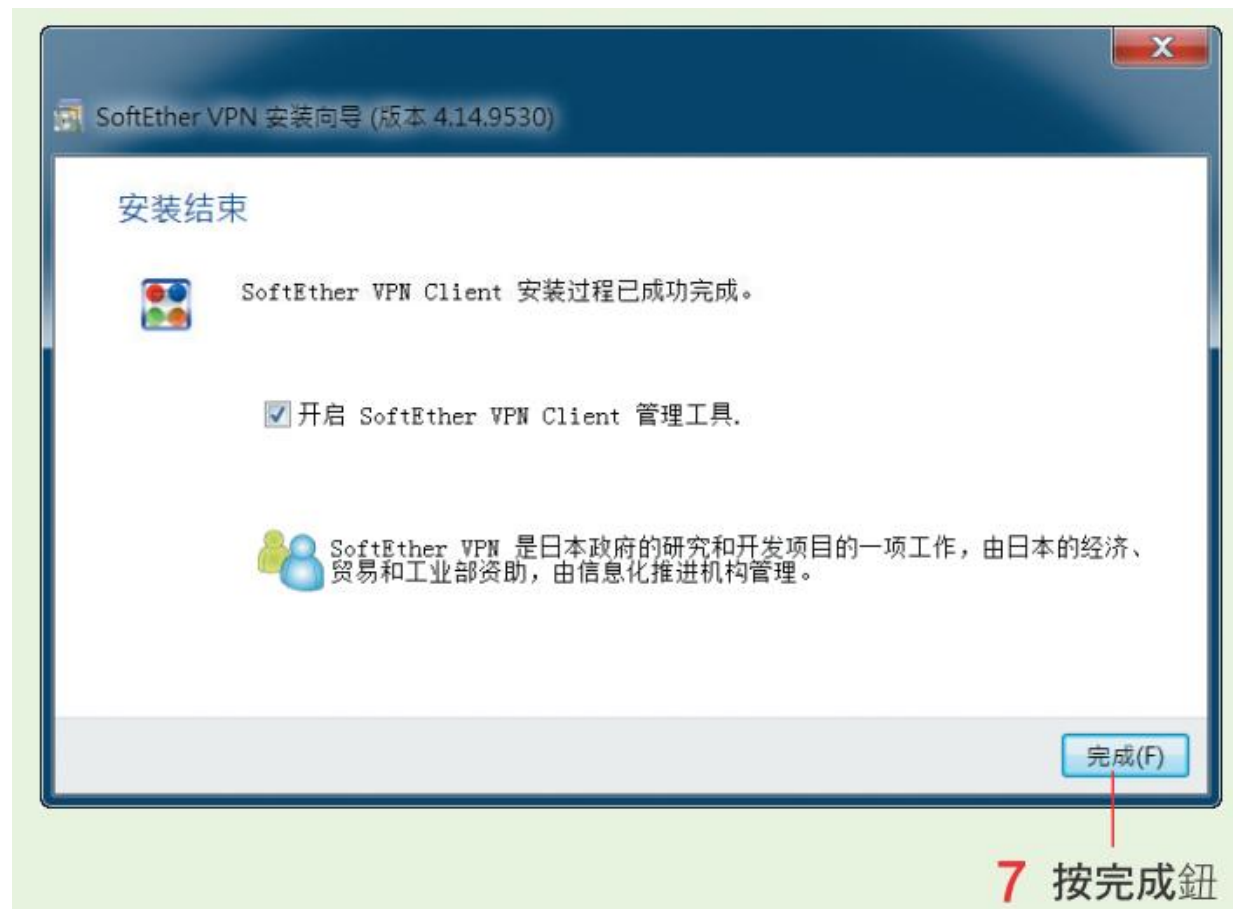 SoftEther VPN 安装向导 (版本 4.14.9530)
安装结束
SoftEther VPN Client 安装过程已成功完成。
开启 SoftEther VPN Client 管理工具.
SoftEther VPN 是日本政府的研究和开发项目的一项工作，由日本的经济、
贸易和工业部资助，由信息化推进机构管理。
完成(F)
7 按完成鈕